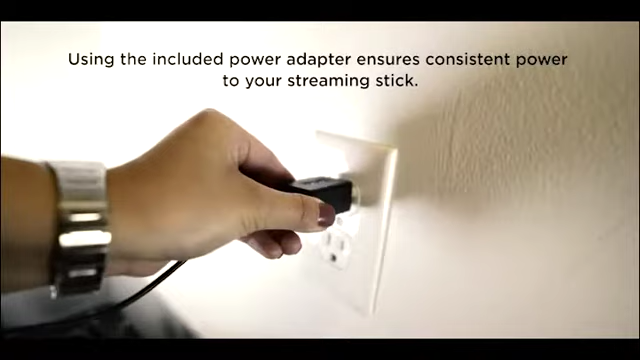 Using the included power adapter ensures consistent power
to your streaming stick.